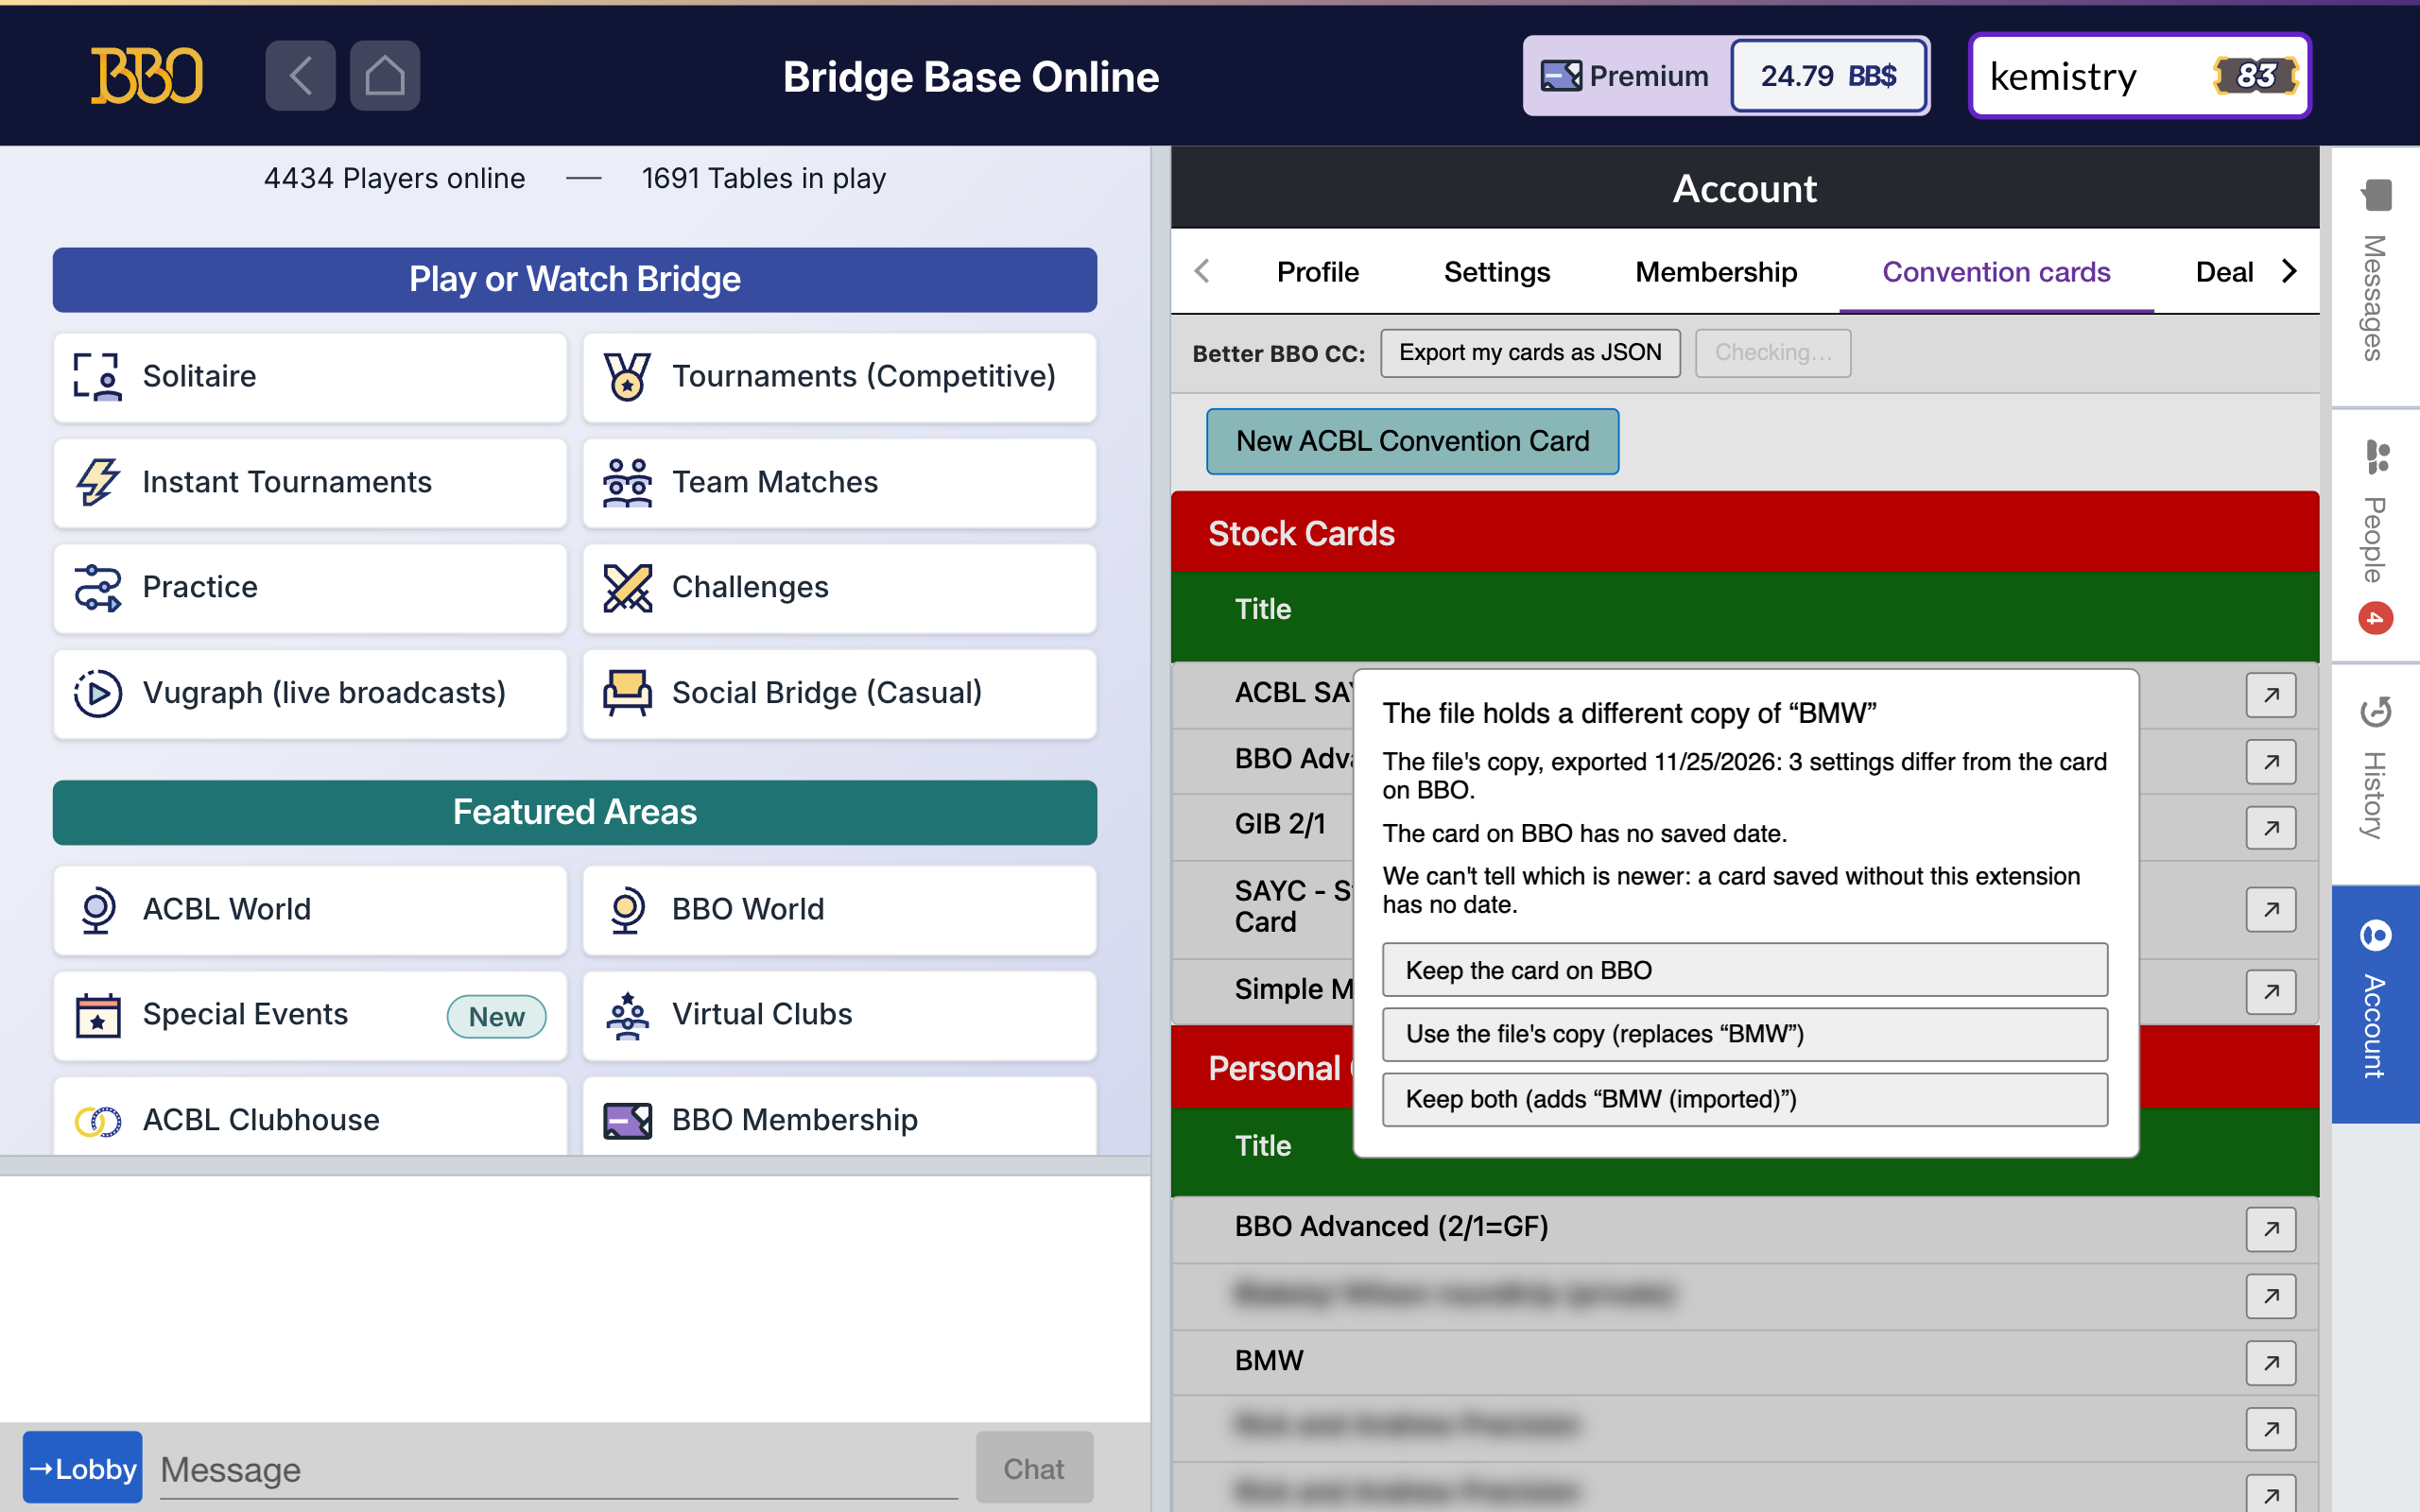 BBO
Bridge Base Online
Premium
24.79 BB$
kemistry
83
4434 Players online — 1691 Tables in play
Play or Watch Bridge
Solitaire
Tournaments (Competitive)
Instant Tournaments
Team Matches
Practice
Challenges
Vugraph (live broadcasts)
Social Bridge (Casual)
Featured Areas
ACBL World
BBO World
Special Events
New
Virtual Clubs
ACBL Clubhouse
BBO Membership
→Lobby
Message
Chat
Account
Profile
Settings
Membership
Convention cards
Deal
Better BBO CC:
Export my cards as JSON
Checking...
New ACBL Convention Card
Stock Cards
Title
ACBL
BBO
GIB 2/1
SAYC -
Card
Simple
The file holds a different copy of “BMW”
The file's copy, exported 11/25/2026: 3 settings differ from the card
on BBO.
The card on BBO has no saved date.
We can't tell which is newer: a card saved without this extension
has no date.
Keep the card on BBO
Use the file's copy (replaces “BMW”)
Keep both (adds “BMW (imported)”)
Personal
Title
BBO Advanced (2/1=GF)
BMW
Messages
People
4
History
Account